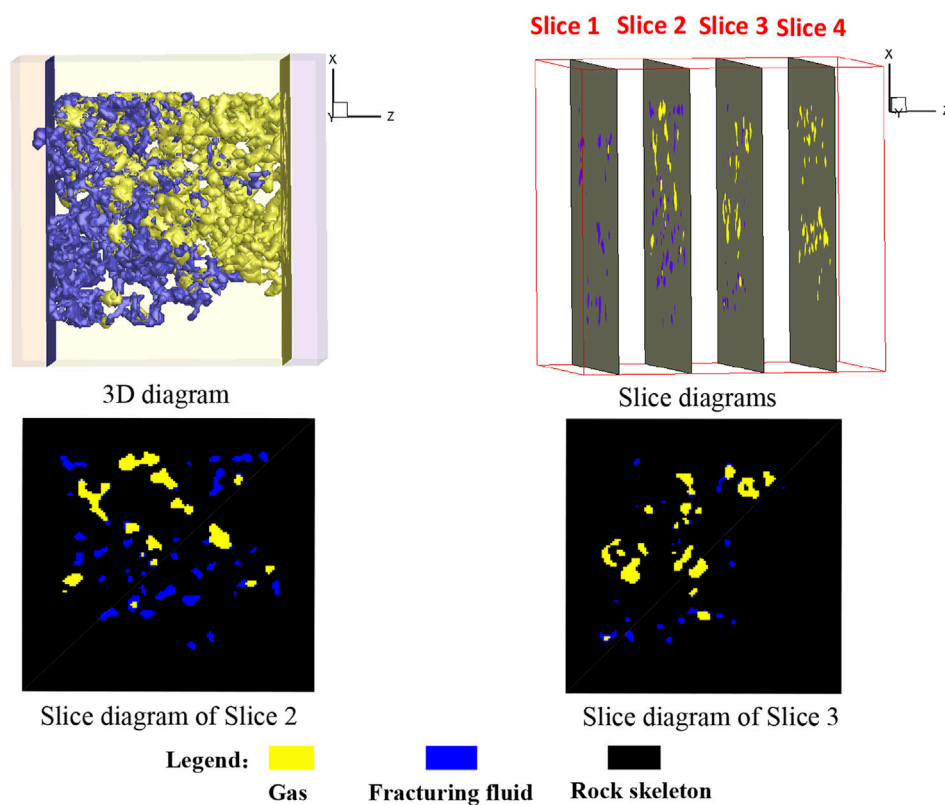 Slice 1 Slice 2 Slice 3 Slice 4
X
Y
Z
X
Y
Z
3D diagram
Slice diagrams
Slice diagram of Slice 2
Slice diagram of Slice 3
Legend:
Gas
Fracturing fluid
Rock skeleton